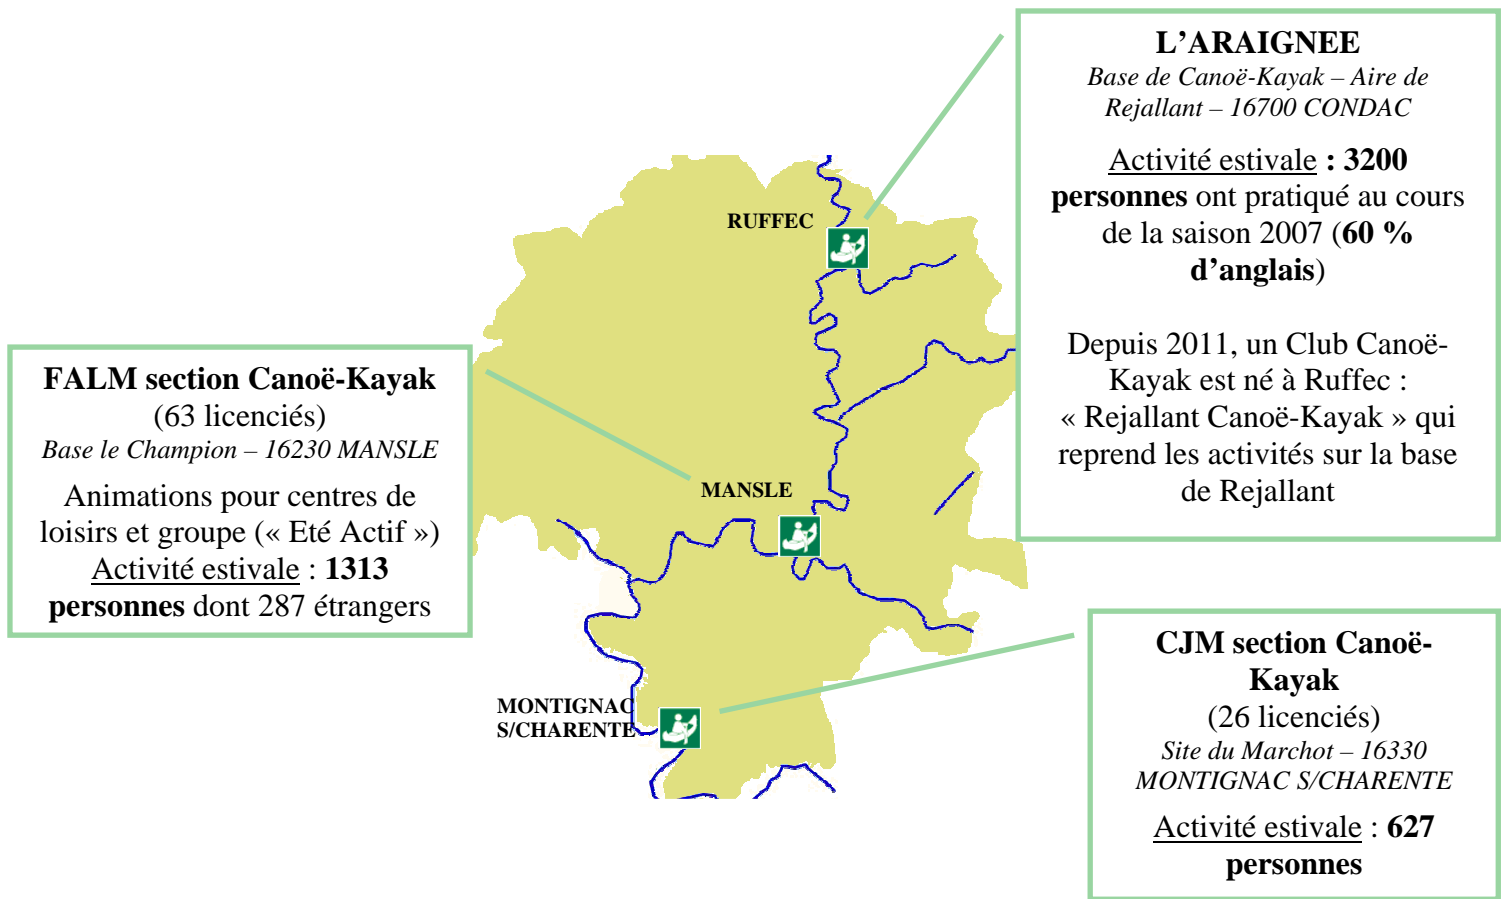 L'ARAIGNEE
Base de Canoë-Kayak – Aire de
Rejallant – 16700 CONDAC
Activité estivale : 3200
personnes ont pratiqué au cours
de la saison 2007 (60 %
d'anglais)
Depuis 2011, un Club Canoë-
Kayak est né à Ruffec :
« Rejallant Canoë-Kayak » qui
reprend les activités sur la base
de Rejallant
RUFFEC
FALM section Canoë-Kayak
(63 licenciés)
Base le Champion – 16230 MANSLE
Animations pour centres de
loisirs et groupe (« Eté Actif »)
Activité estivale : 1313
personnes dont 287 étrangers
MANSLE
MONTIGNAC
S/CHARENTE
CJM section Canoë-
Kayak
(26 licenciés)
Site du Marchot – 16330
MONTIGNAC S/CHARENTE
Activité estivale : 627
personnes